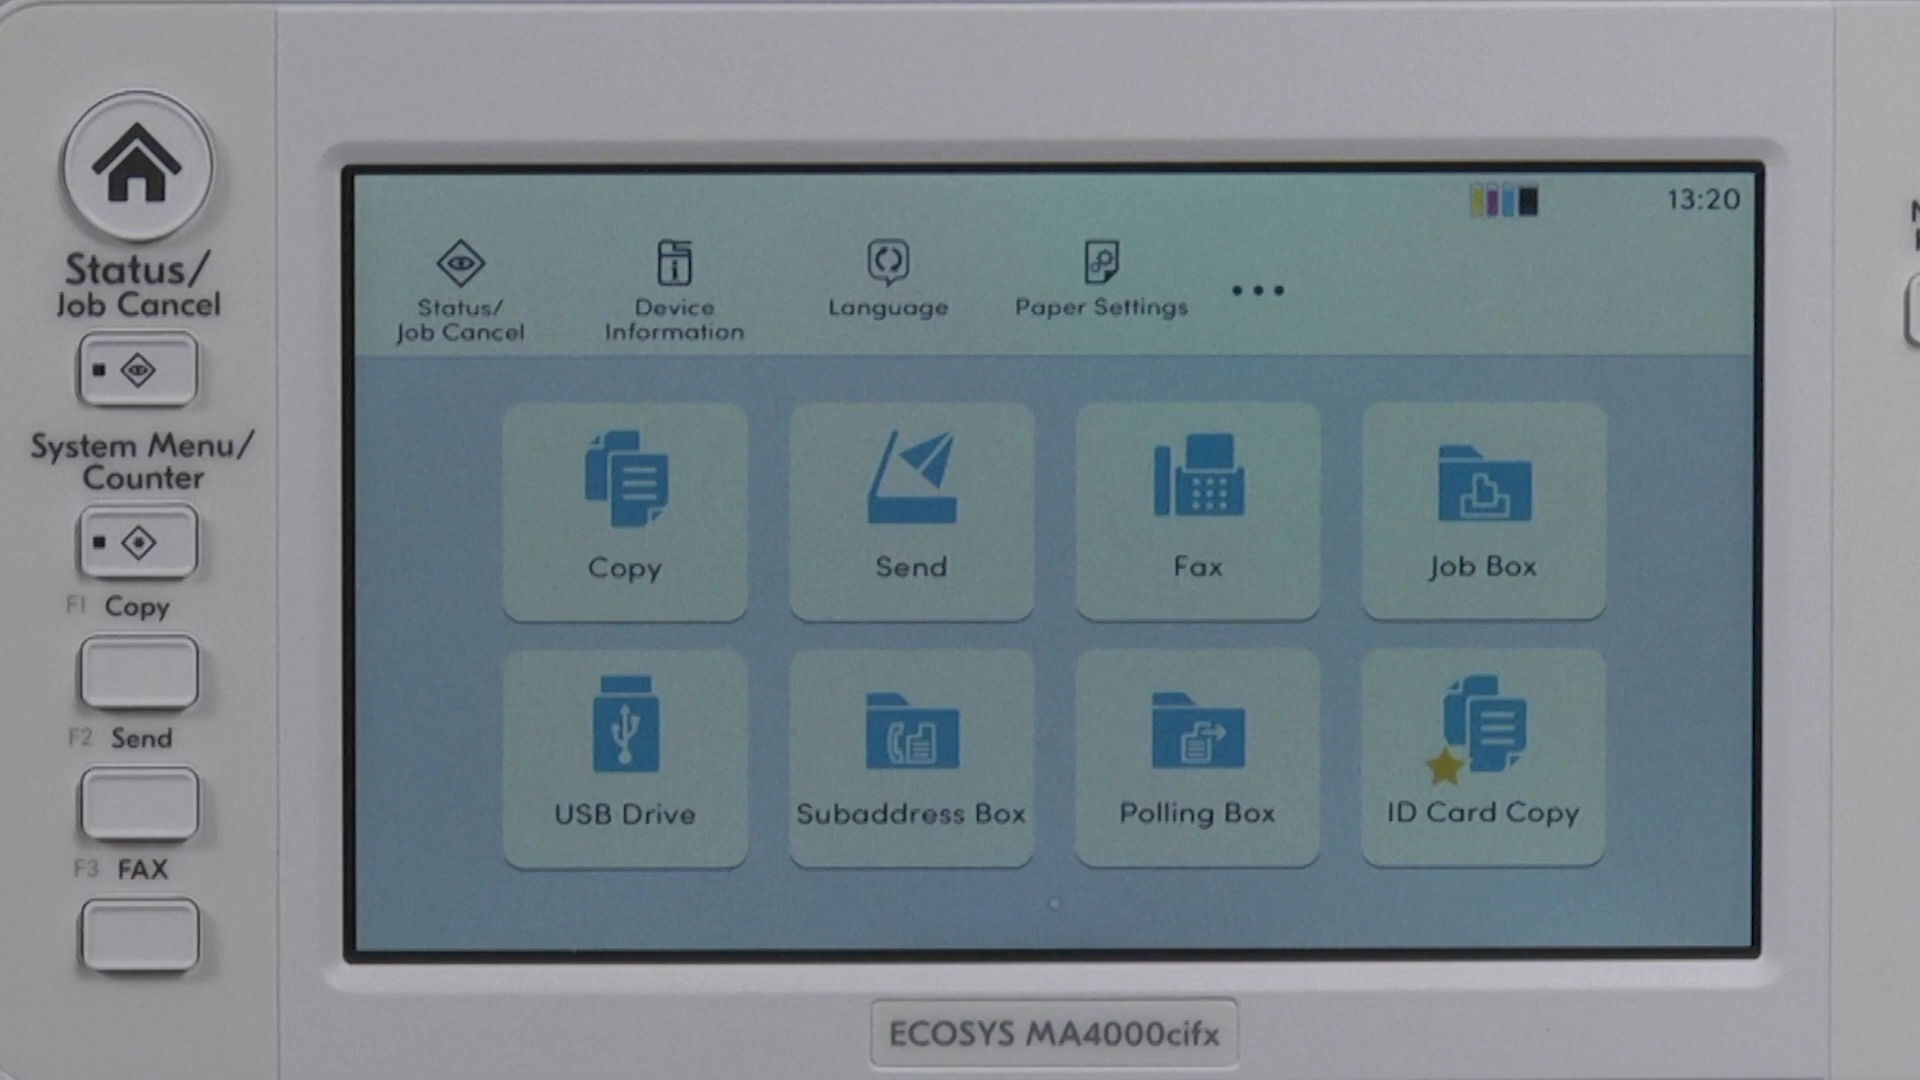 Status/
Job Cancel
System Menu/
Counter
F1 Copy
F2 Send
F3 FAX
13:20
Status/
Job Cancel
Device
Information
Language
Paper Settings
Copy
Send
Fax
Job Box
USB Drive
Subaddress Box
Polling Box
ID Card Copy
ECOSYS MA4000cifx